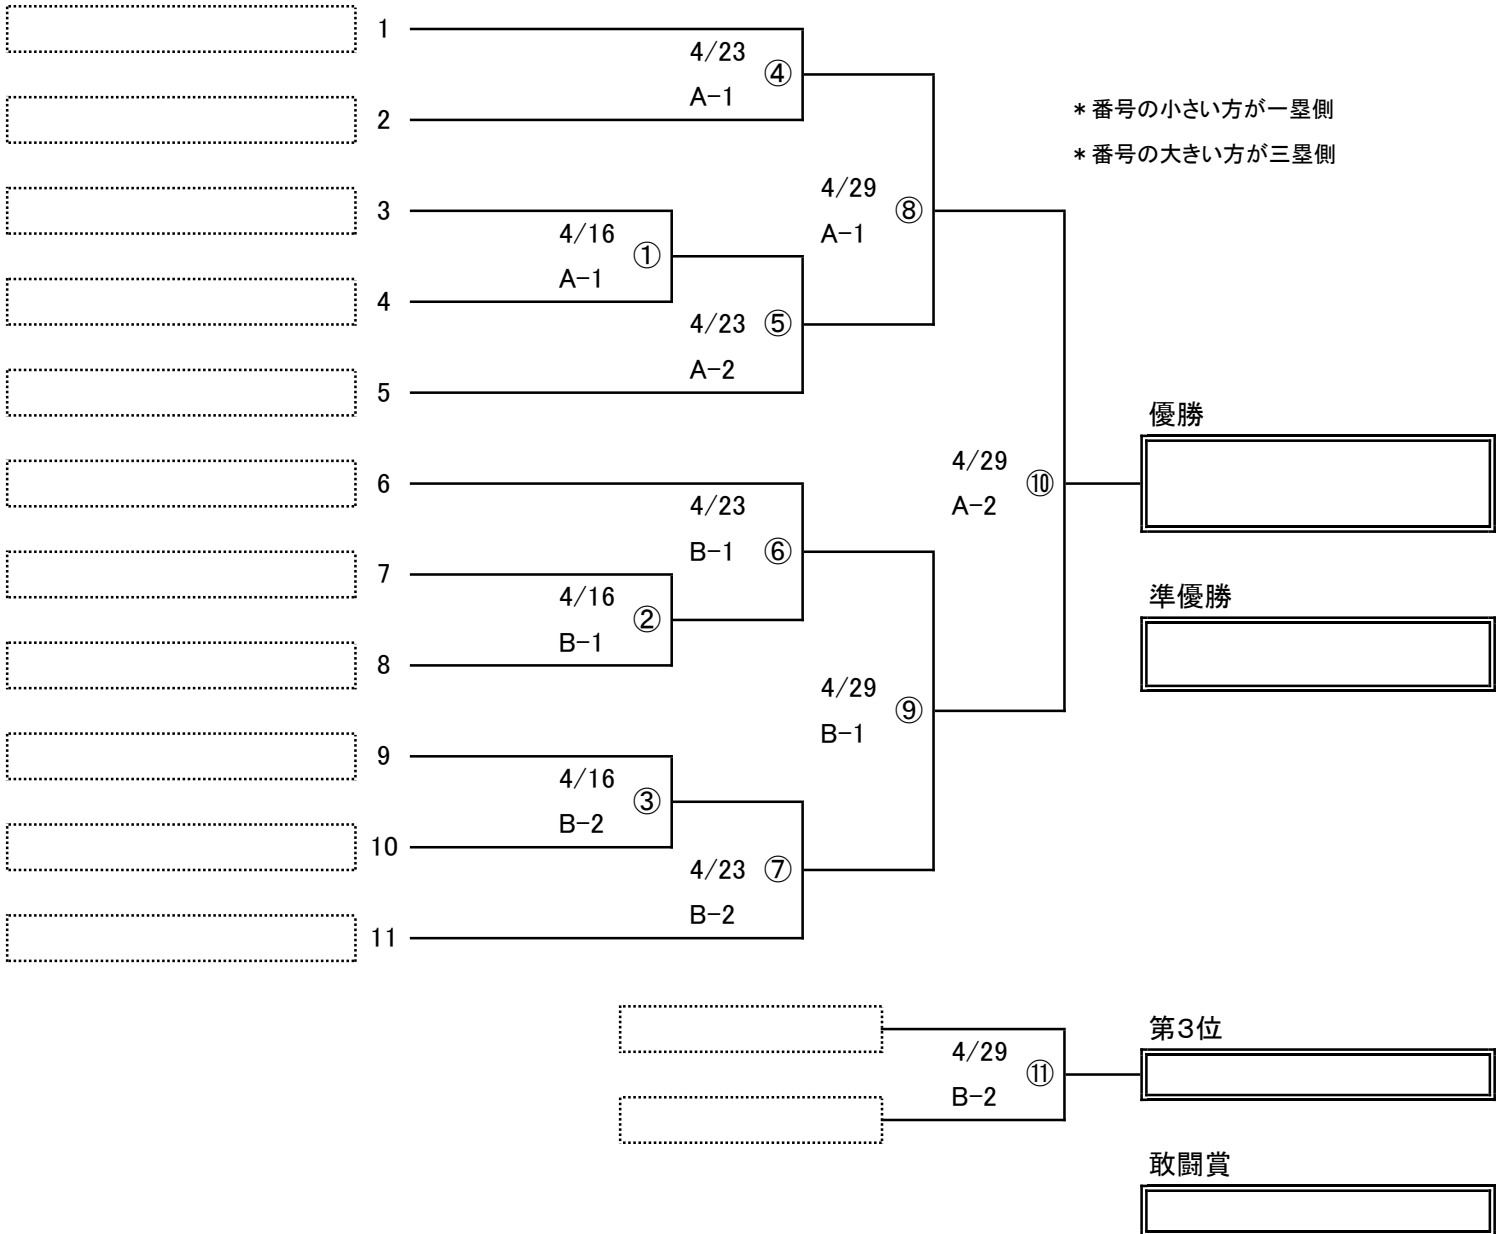 1
4/23
④
A-1
2
＊番号の小さい方が一塁側
＊番号の大きい方が三塁側
3
4/16
①
A-1
4
4/29
⑧
A-1
4/23
⑤
A-2
5
優勝
6
4/23
B-1
⑥
4/29
⑩
A-2
7
4/16
②
B-1
8
準優勝
4/29
⑨
B-1
9
4/16
③
B-2
10
4/23
⑦
B-2
11
第3位
4/29
⑪
B-2
敢闘賞